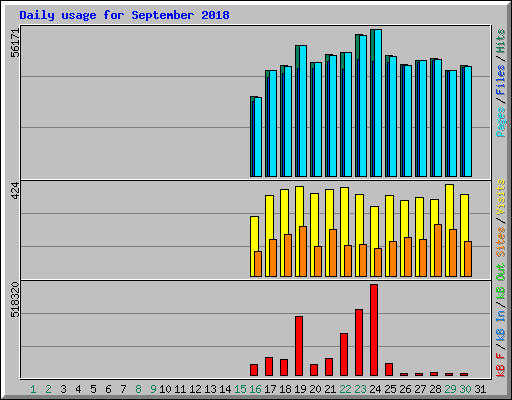 Daily usage for September 2018
56171
424
518320
Pages / Files / Hits
Sites / Visits
kB F / kB In / kB Out
1 2 3 4 5 6 7 8 9 10 11 12 13 14 15 16 17 18 19 20 21 22 23 24 25 26 27 28 29 30 31